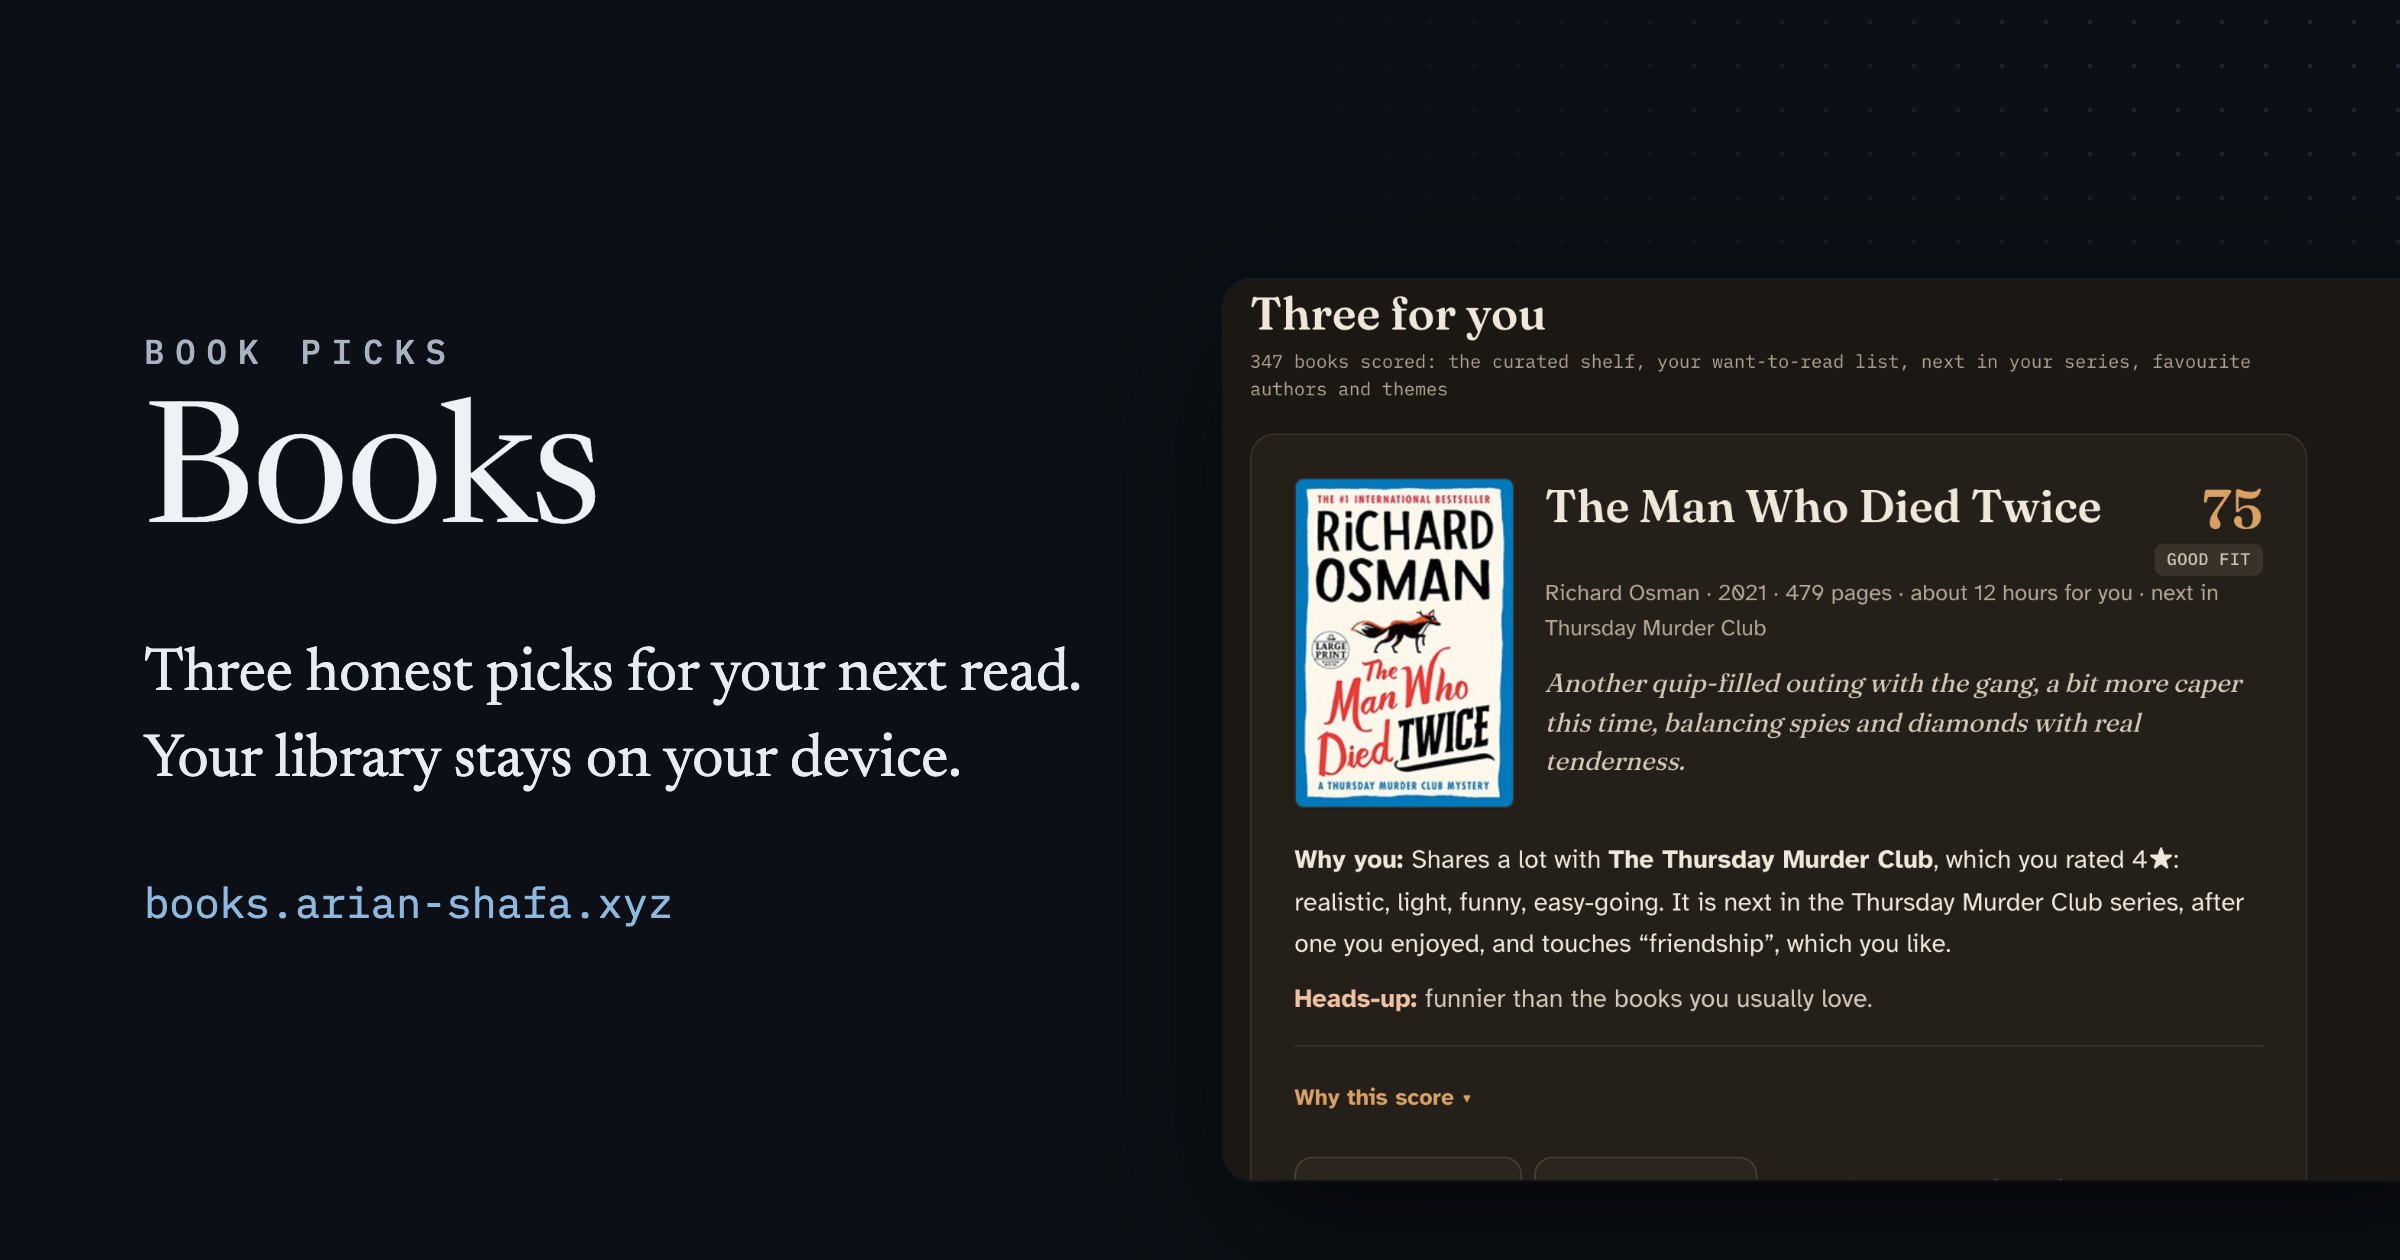 BOOK PICKS
Books
Three honest picks for your next read.
Your library stays on your device.
books.arian-shafa.xyz
Three for you
347 books scored: the curated shelf, your want-to-read list, next in your series, favourite
authors and themes
THE #1 INTERNATIONAL BESTSELLER
RiCHARD
OSMAN
LARGE
PRINT
The
Man Who
Died TWICE
A THURSDAY MURDER CLUB MYSTERY
The Man Who Died Twice
75
GOOD FIT
Richard Osman · 2021 · 479 pages · about 12 hours for you · next in
Thursday Murder Club
Another quip-filled outing with the gang, a bit more caper
this time, balancing spies and diamonds with real
tenderness.
Why you: Shares a lot with The Thursday Murder Club, which you rated 4★:
realistic, light, funny, easy-going. It is next in the Thursday Murder Club series, after
one you enjoyed, and touches “friendship”, which you like.
Heads-up: funnier than the books you usually love.
Why this score ▾